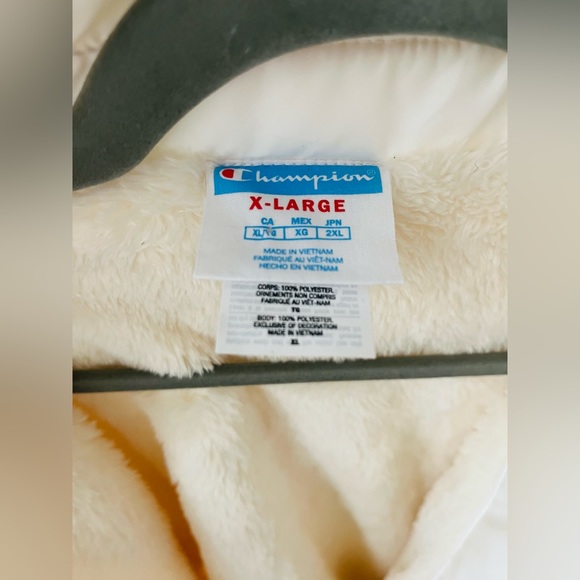 Champion
X-LARGE
CA MEX JPN
XL/TG XG 2XL
MADE IN VIETNAM
FABRIQUÉ AU VIÊT-NAM
HECHO EN VIETNAM
CORPS: 100% POLYESTER.
ORNEMENTS NON COMPRIS
FABRIQUÉ AU VIÊT-NAM
TG
BODY: 100% POLYESTER
EXCLUSIVE OF DECORATION
MADE IN VIETNAM
XL